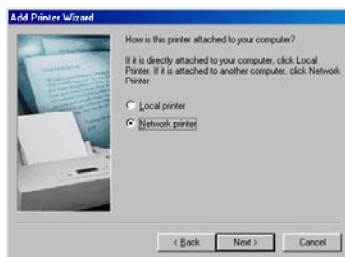 Add Printer Wizard
How is this printer attached to your computer?
If it is directly attached to your computer, click Local
Printer. If it is attached to another computer, click Network
Printer
Local printer
Network printer
< Back
Next >
Cancel